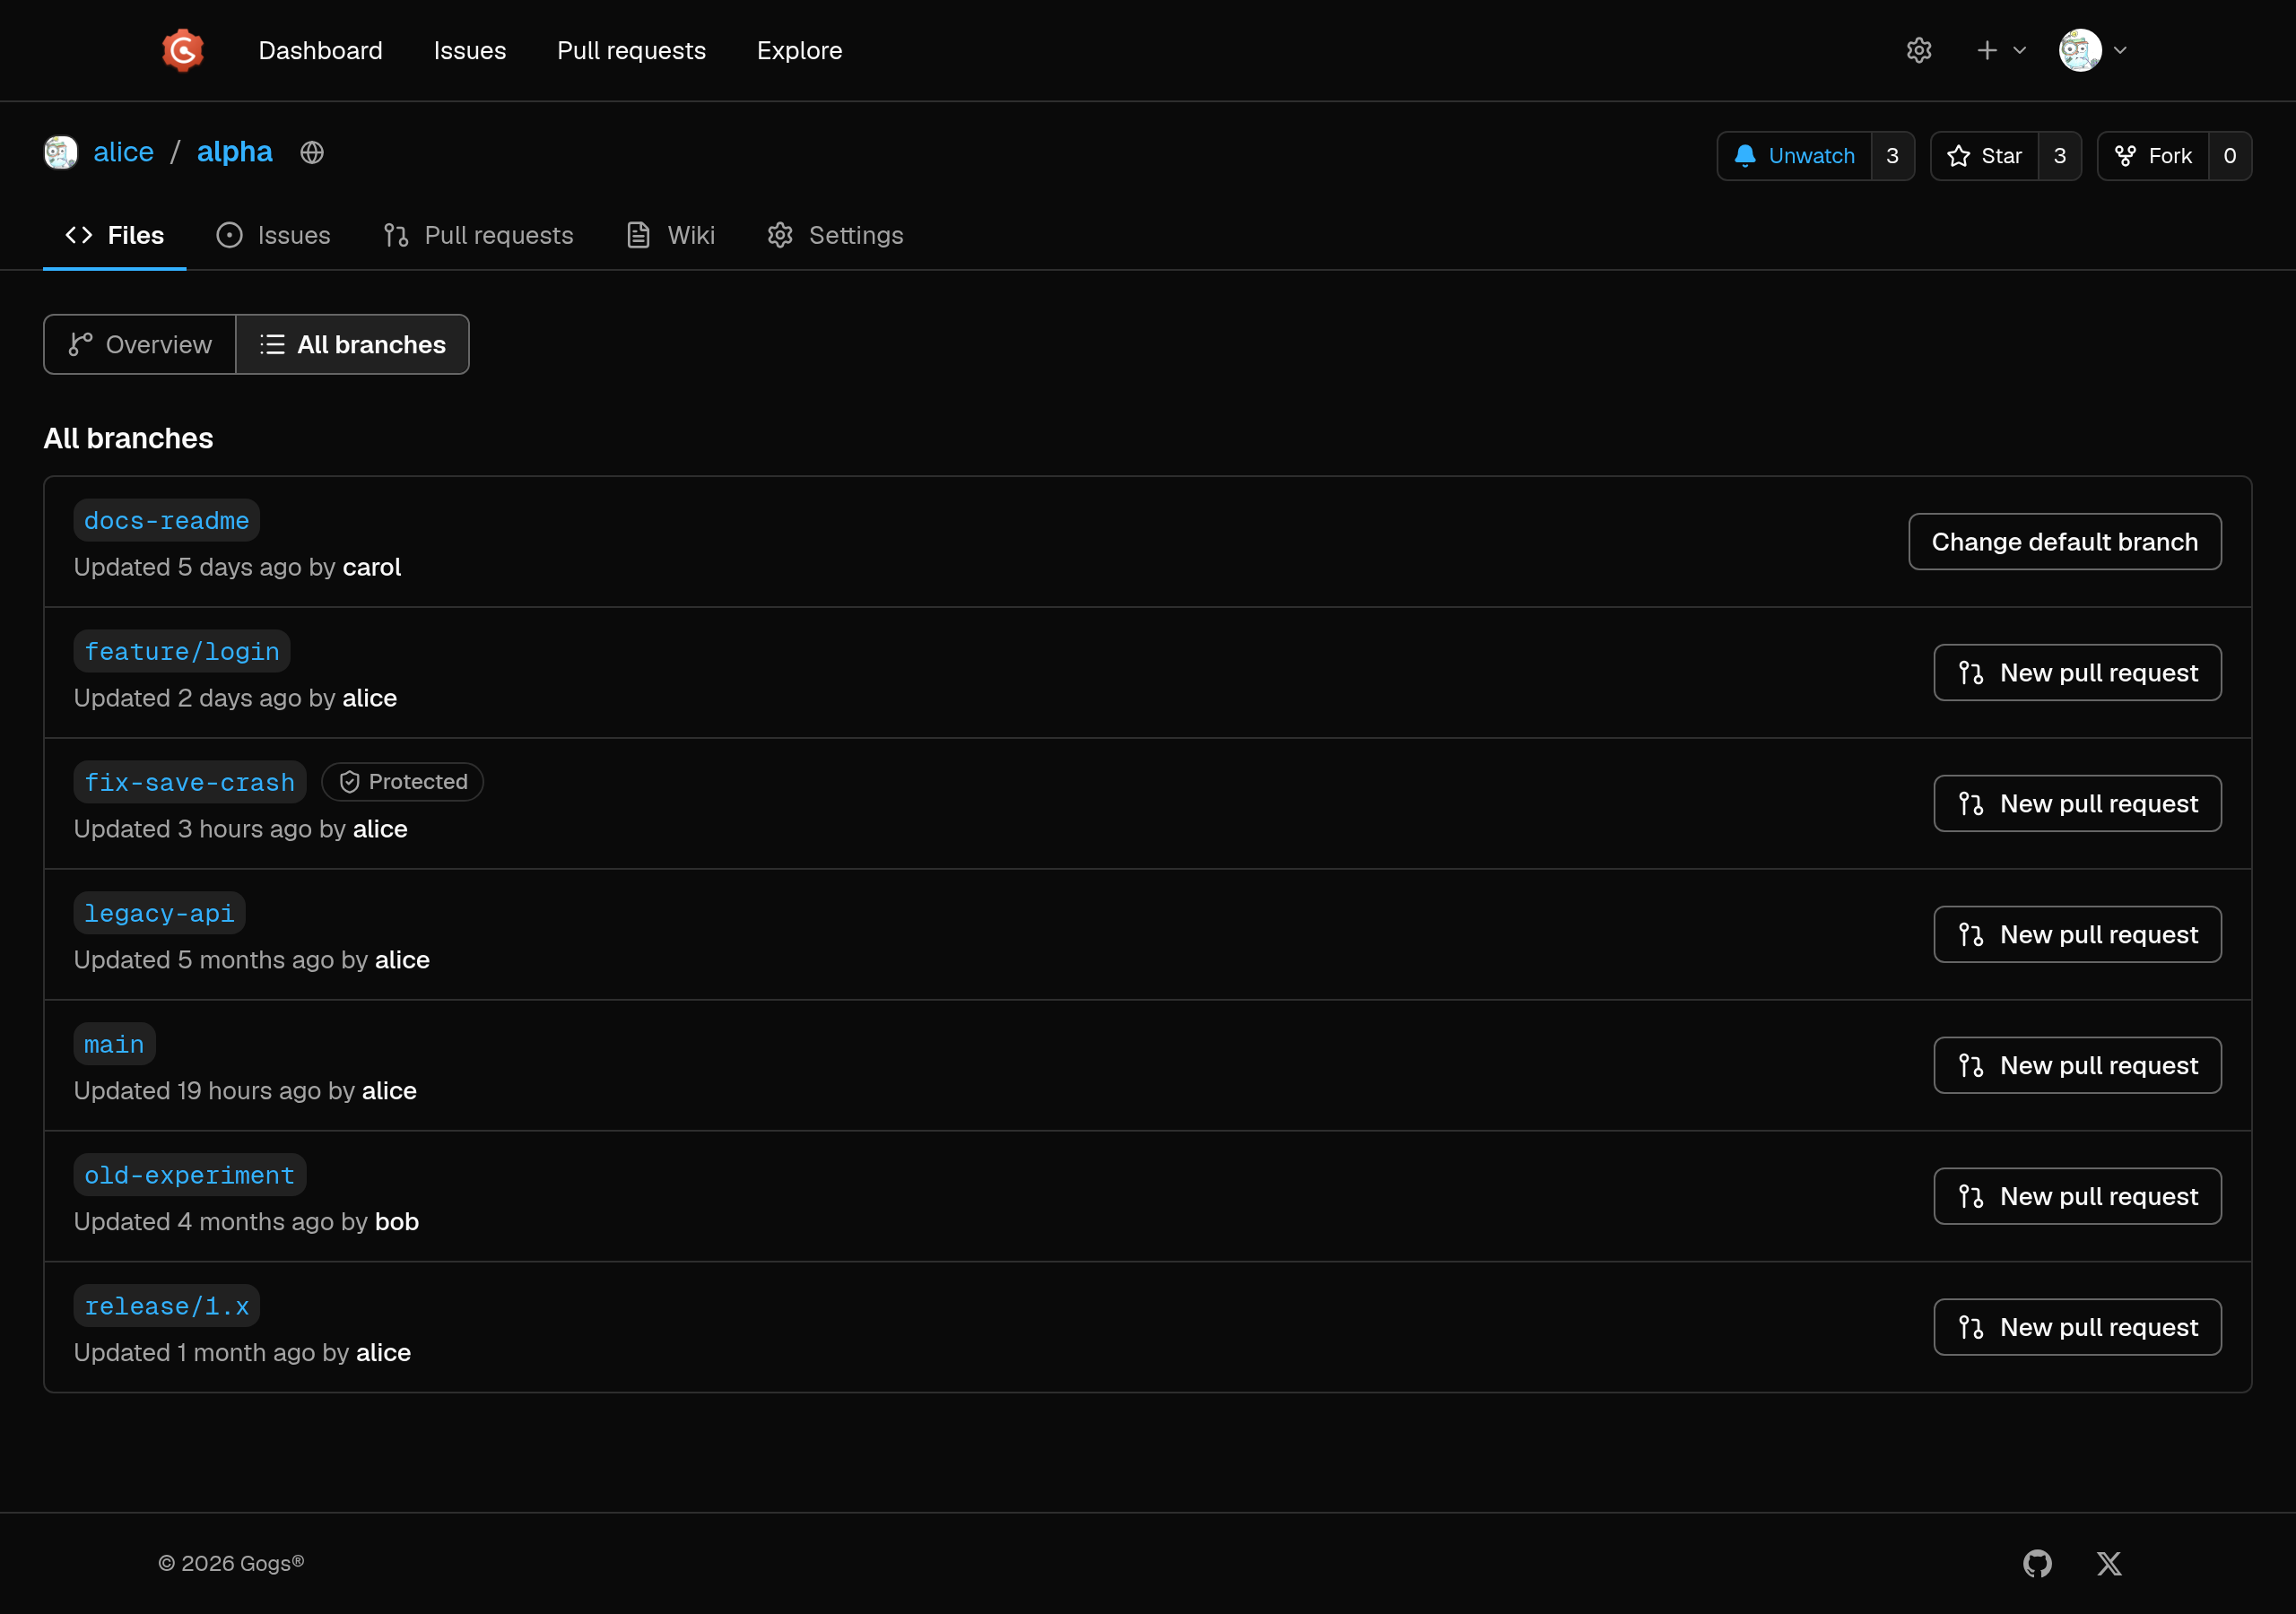 Dashboard Issues Pull requests Explore
alice / alpha
Unwatch 3 Star 3 Fork 0
Files Issues Pull requests Wiki Settings
Overview All branches
All branches
docs-readme
Updated 5 days ago by carol
Change default branch
feature/login
Updated 2 days ago by alice
New pull request
fix-save-crash Protected
Updated 3 hours ago by alice
New pull request
legacy-api
Updated 5 months ago by alice
New pull request
main
Updated 19 hours ago by alice
New pull request
old-experiment
Updated 4 months ago by bob
New pull request
release/1.x
Updated 1 month ago by alice
New pull request
© 2026 Gogs®